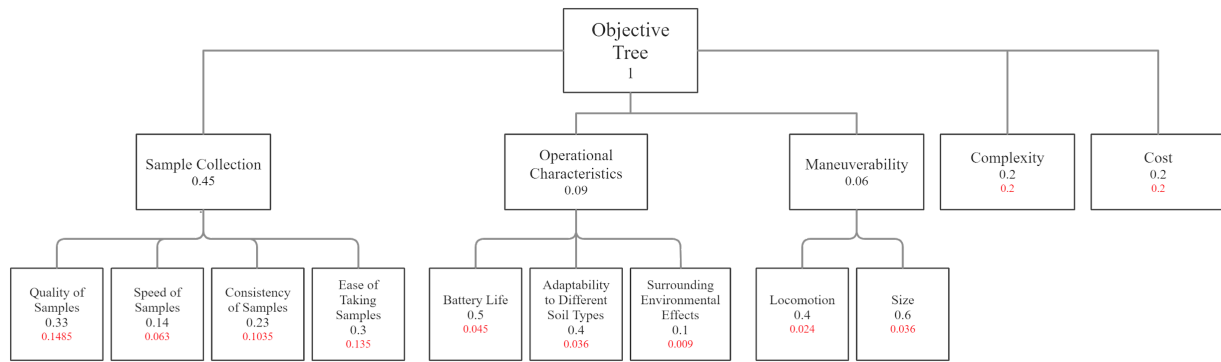 Objective
Tree
1
Sample Collection
0.45
Operational
Characteristics
0.09
Maneuverability
0.06
Complexity
0.2
0.2
Cost
0.2
0.2
Quality of
Samples
0.33
0.1485
Speed of
Samples
0.14
0.063
Consistency
of Samples
0.23
0.1035
Ease of
Taking
Samples
0.3
0.135
Battery Life
0.5
0.045
Adaptability
to Different
Soil Types
0.4
0.036
Surrounding
Environmental
Effects
0.1
0.009
Locomotion
0.4
0.024
Size
0.6
0.036